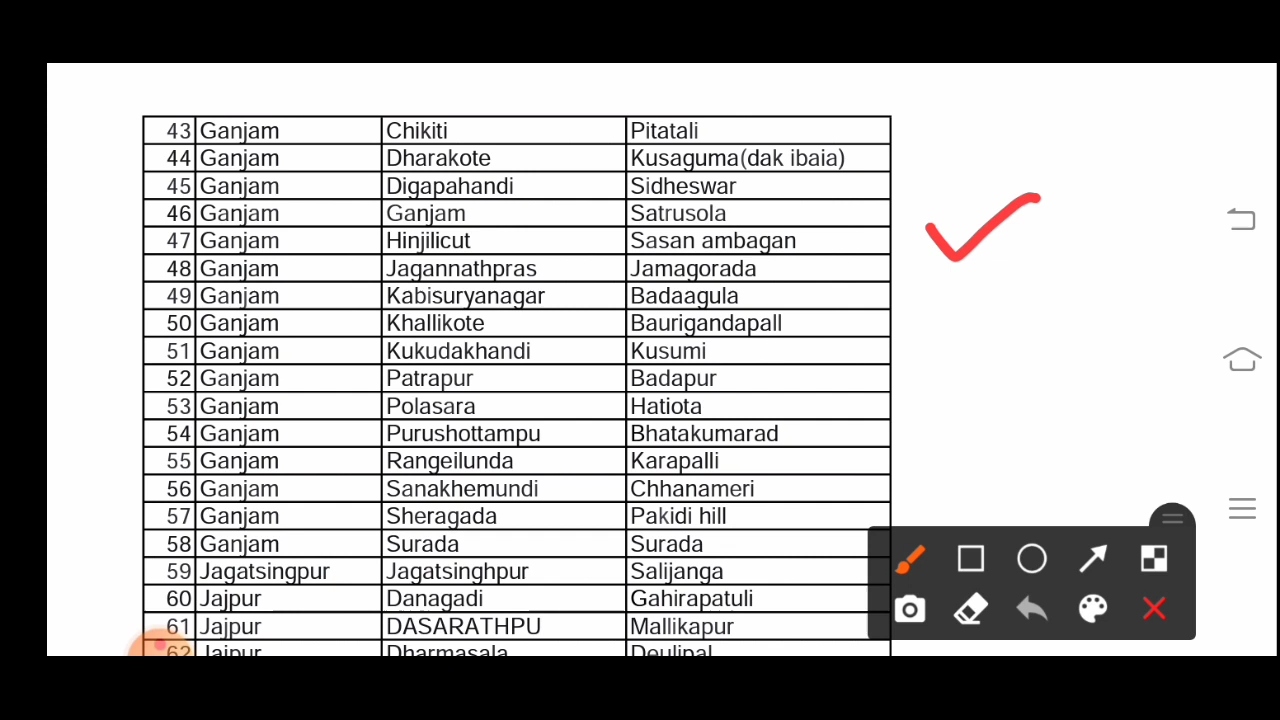 43 Ganjam Chikiti Pitatali
44 Ganjam Dharakote Kusaguma(dak ibaia)
45 Ganjam Digapahandi Sidheswar
46 Ganjam Ganjam Satrusola
47 Ganjam Hinjilicut Sasan ambagan
48 Ganjam Jagannathpras Jamagorada
49 Ganjam Kabisuryanagar Badaagula
50 Ganjam Khallikote Baurigandapall
51 Ganjam Kukudakhandi Kusumi
52 Ganjam Patrapur Badapur
53 Ganjam Polasara Hatiota
54 Ganjam Purushottampu Bhatakumarad
55 Ganjam Rangeilunda Karapalli
56 Ganjam Sanakhemundi Chhanameri
57 Ganjam Sheragada Pakidi hill
58 Ganjam Surada Surada
59 Jagatsingpur Jagatsinghpur Salijanga
60 Jajpur Danagadi Gahirapatuli
61 Jajpur DASARATHPU Mallikapur
62 Jajpur Dharmasala Deulipal